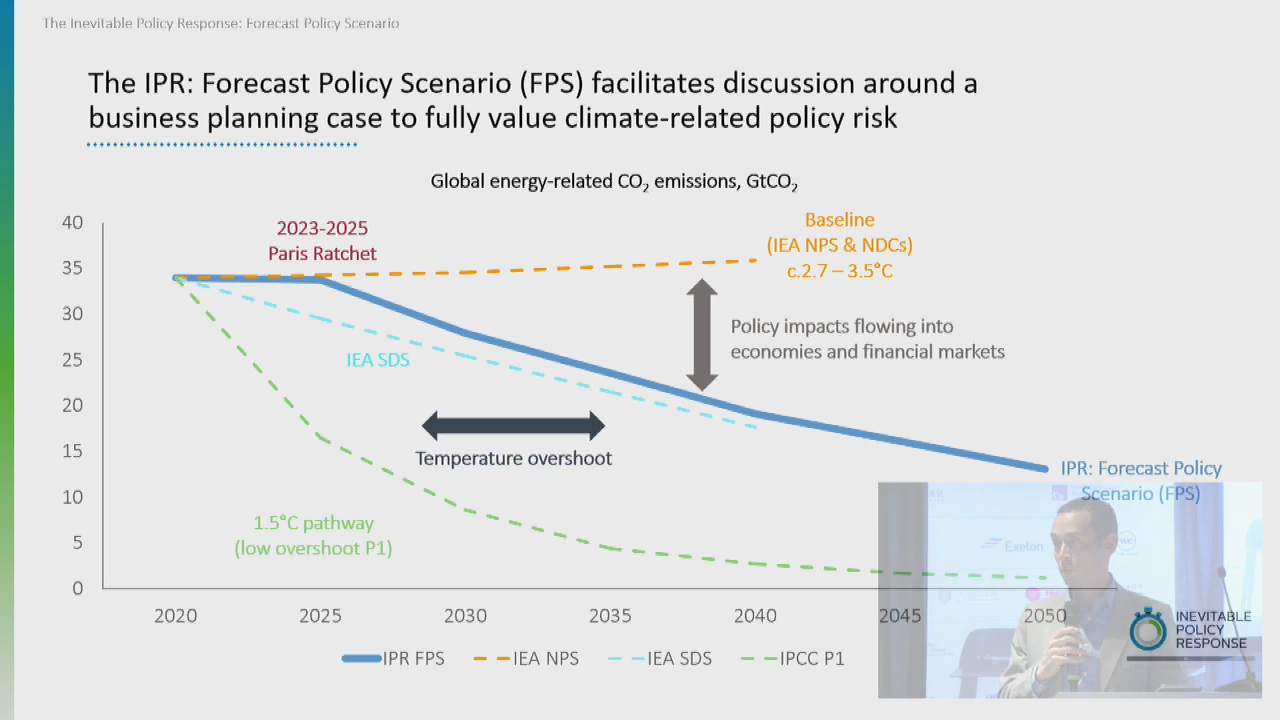 The Inevitable Policy Response: Forecast Policy Scenario
The IPR: Forecast Policy Scenario (FPS) facilitates discussion around a
business planning case to fully value climate-related policy risk
Global energy-related CO₂ emissions, GtCO₂
40
35
30
25
20
15
10
5
0
2023-2025
Paris Ratchet
Baseline
(IEA NPS & NDCs)
c.2.7 – 3.5°C
Policy impacts flowing into
economies and financial markets
IEA SDS
Temperature overshoot
1.5°C pathway
(low overshoot P1)
IPR: Forecast Policy
Scenario (FPS)
Exelon
2020
2025
2030
2035
2040
2045
2050
IPR FPS
IEA NPS
IEA SDS
IPCC P1
INEVITABLE
POLICY
RESPONSE